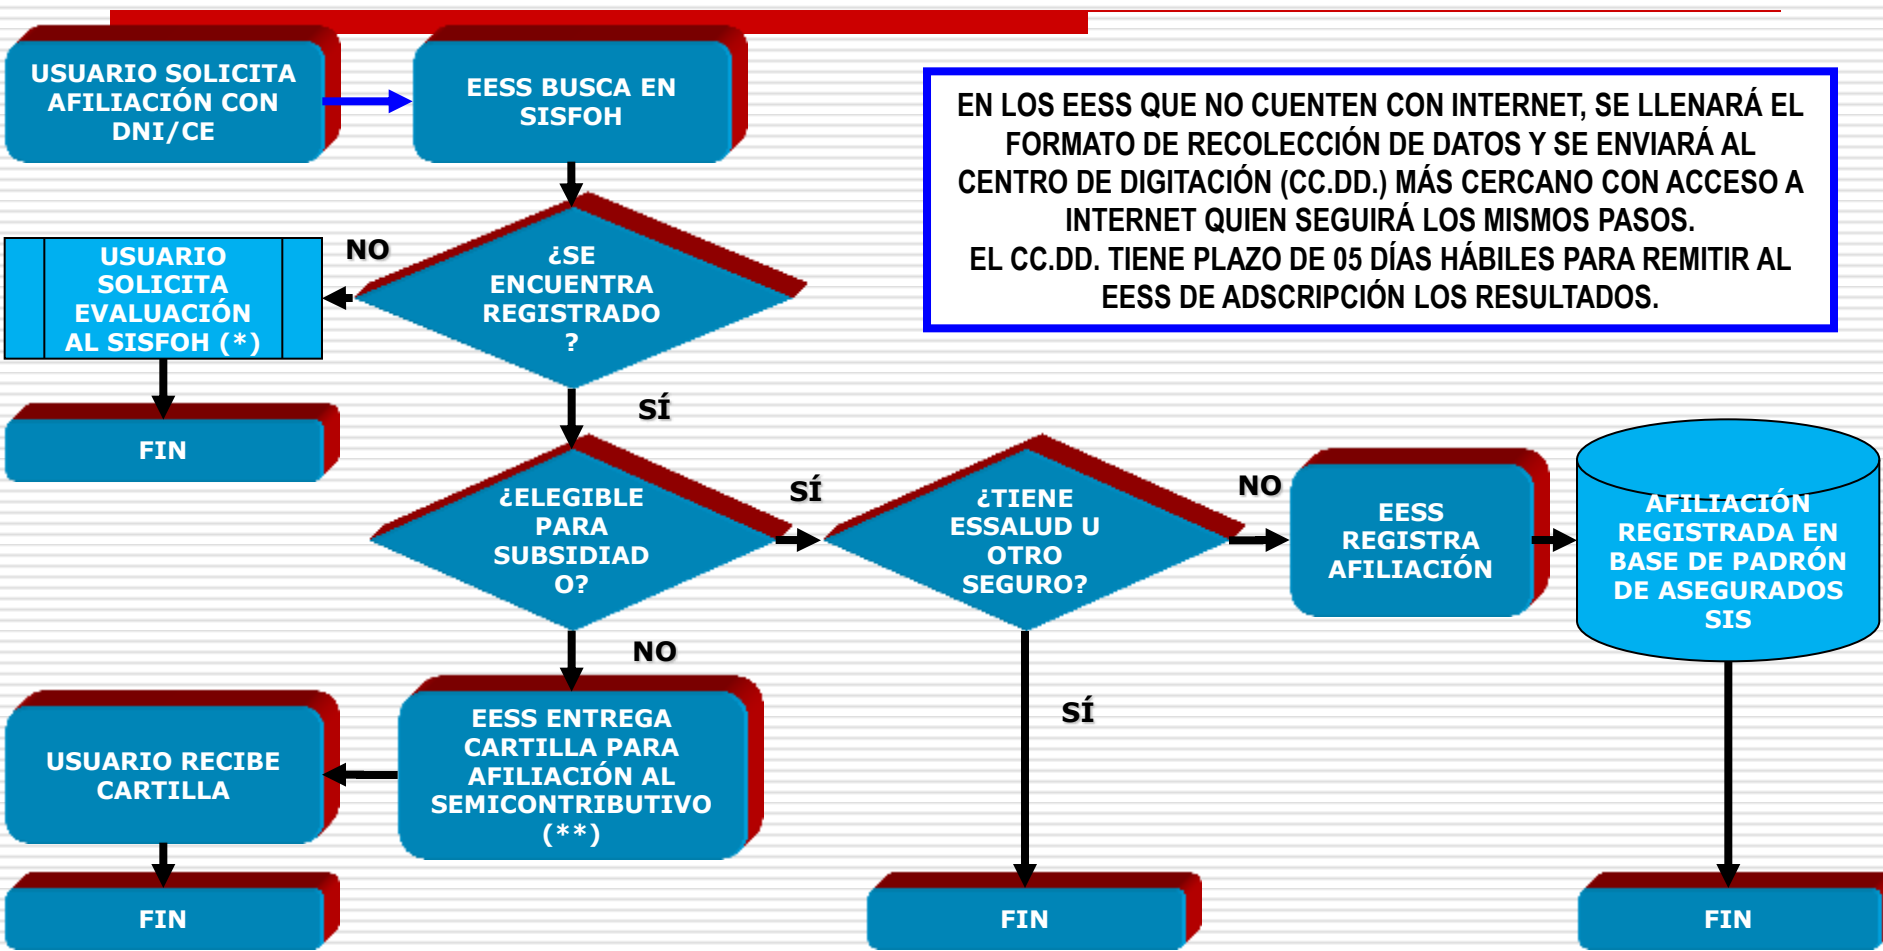 USUARIO SOLICITA
AFILIACIÓN CON
DNI/CE
EESS BUSCA EN
SISFOH
EN LOS EESS QUE NO CUENTEN CON INTERNET, SE LLENARÁ EL
FORMATO DE RECOLECCIÓN DE DATOS Y SE ENVIARÁ AL
CENTRO DE DIGITACIÓN (CC.DD.) MÁS CERCANO CON ACCESO A
INTERNET QUIEN SEGUIRÁ LOS MISMOS PASOS.
EL CC.DD. TIENE PLAZO DE 05 DÍAS HÁBILES PARA REMITIR AL
EESS DE ADSCRIPCIÓN LOS RESULTADOS.
¿SE
ENCUENTRA
REGISTRADO
?
NO
USUARIO
SOLICITA
EVALUACIÓN
AL SISFOH (*)
FIN
SÍ
¿ELEGIBLE
PARA
SUBSIDIAD
O?
SÍ
¿TIENE
ESSALUD U
OTRO
SEGURO?
NO
EESS
REGISTRA
AFILIACIÓN
AFILIACIÓN
REGISTRADA EN
BASE DE PADRÓN
DE ASEGURADOS
SIS
NO
EESS ENTREGA
CARTILLA PARA
AFILIACIÓN AL
SEMICONTRIBUTIVO
(**)
USUARIO RECIBE
CARTILLA
SÍ
FIN
FIN
FIN